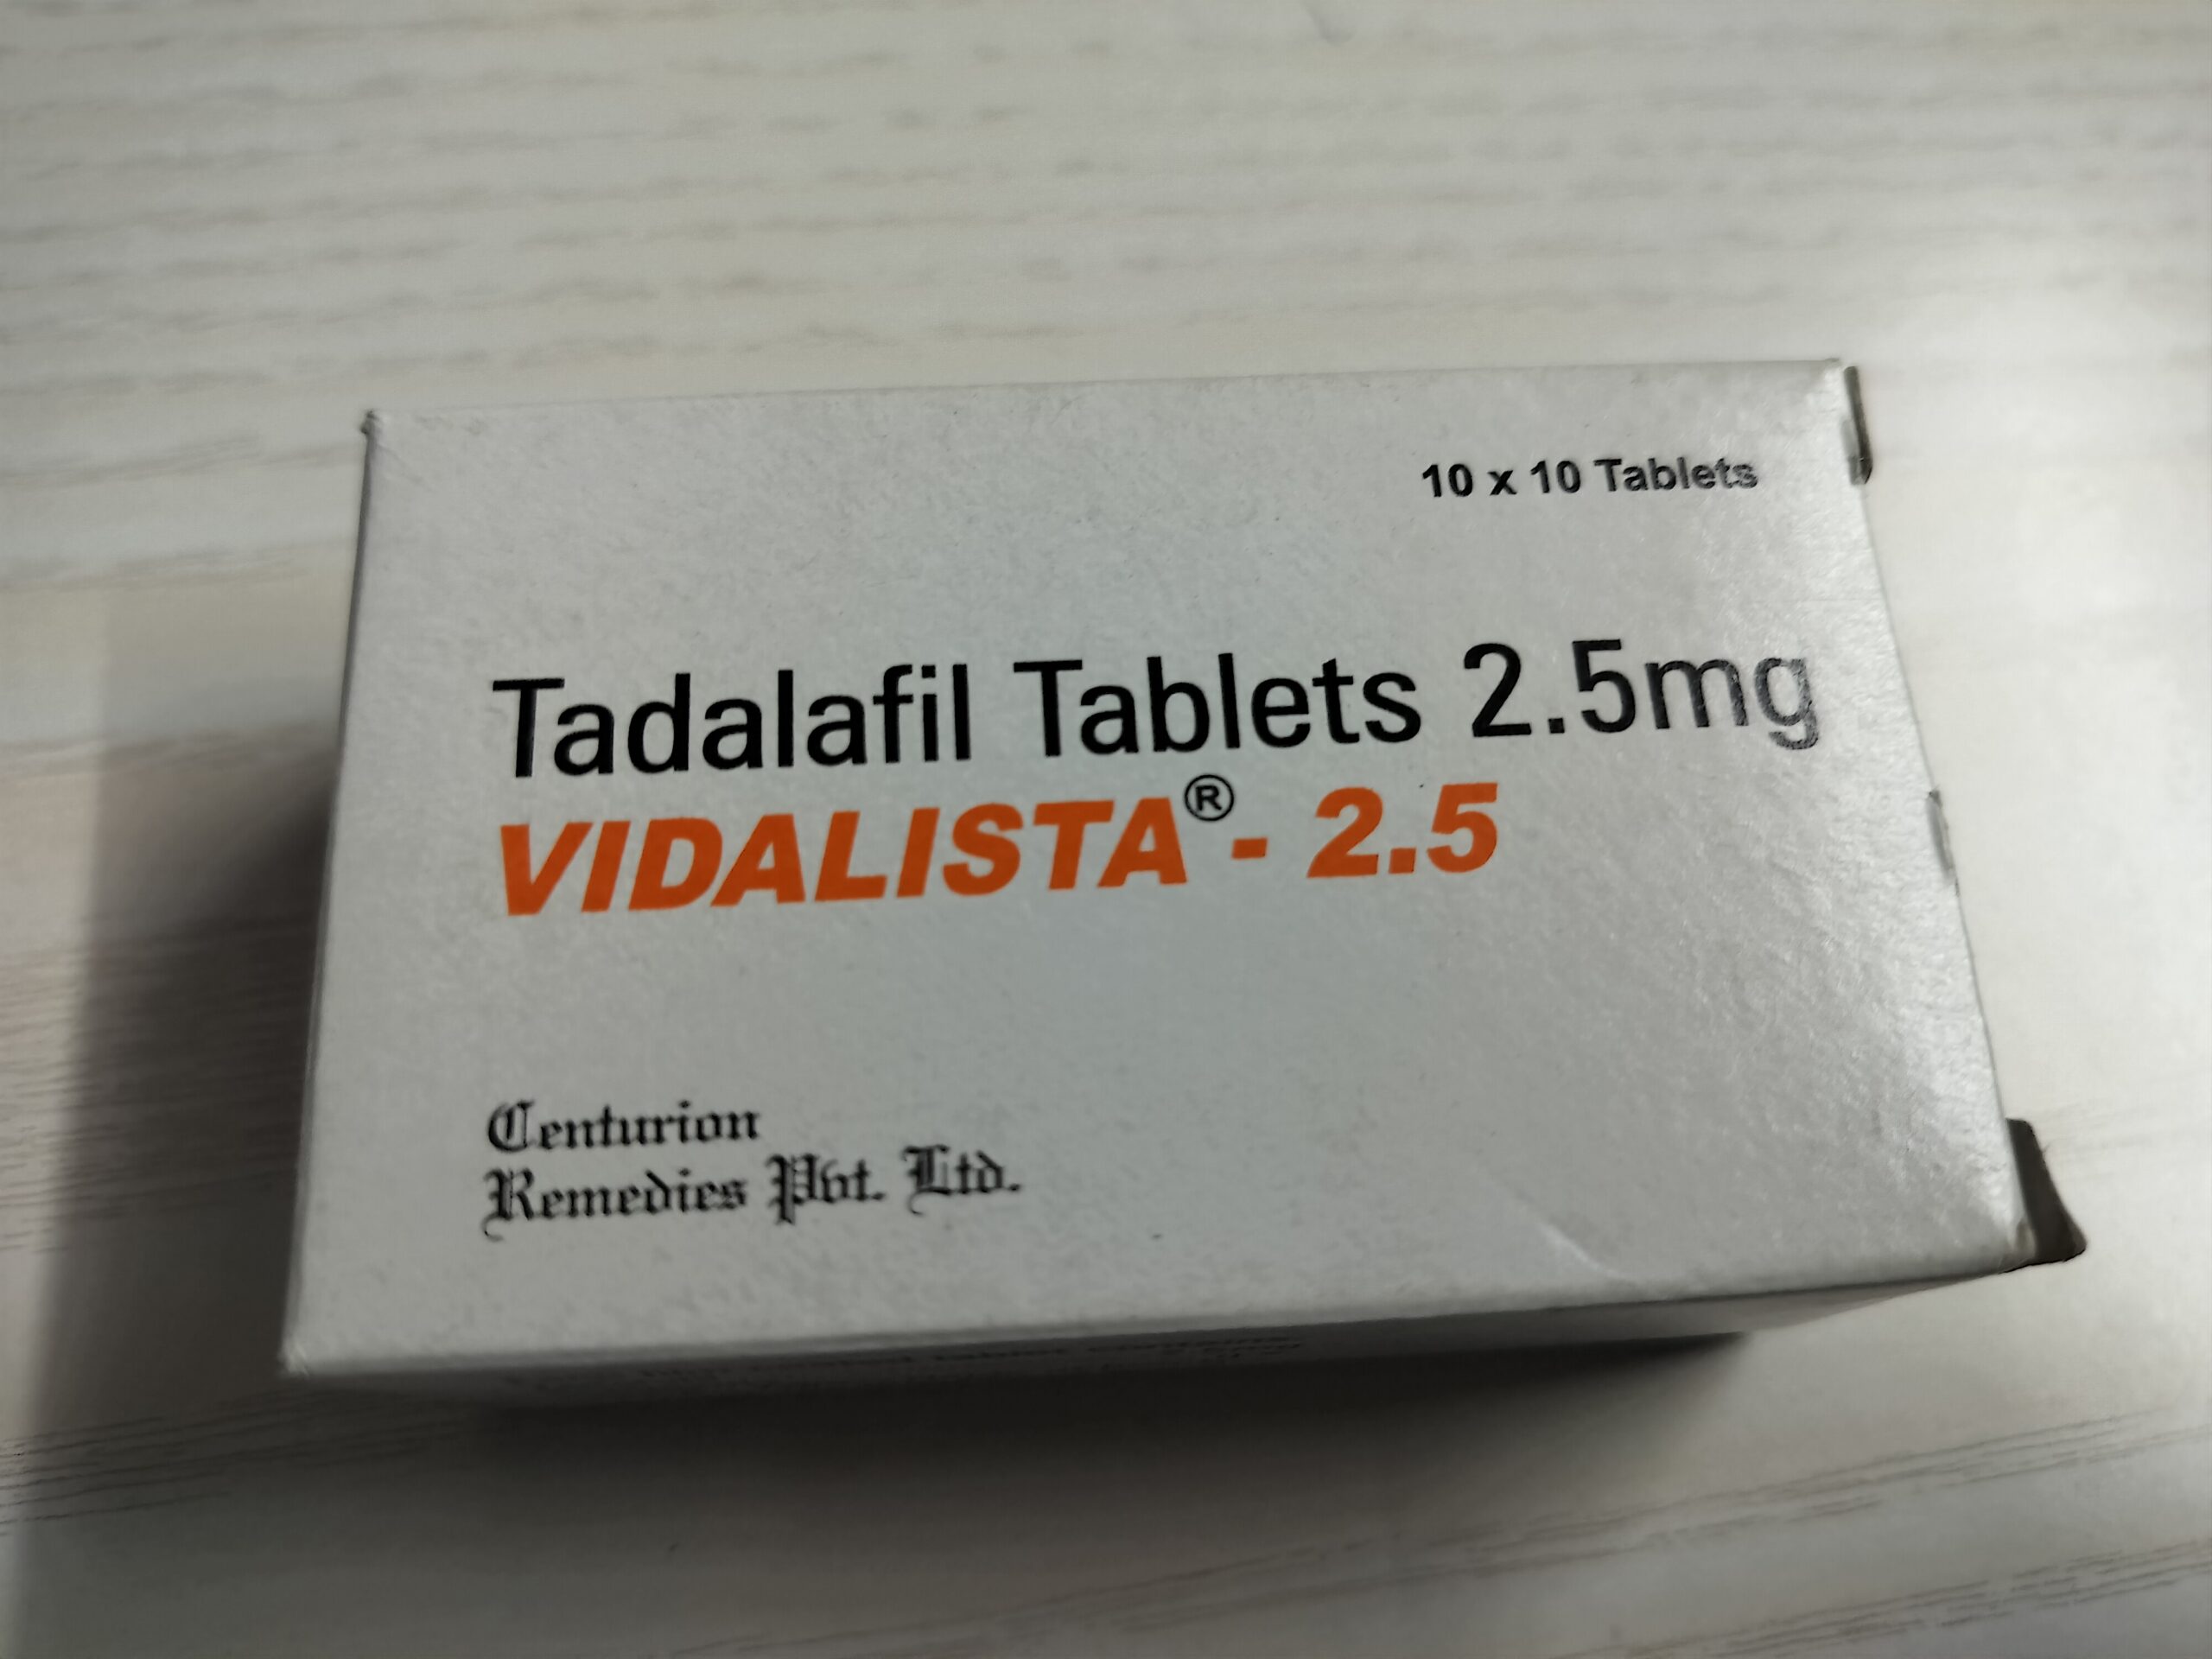 10 x 10 Tablets
Tadalafil Tablets 2.5mg
VIDALISTA® - 2.5
Centurion
Remedies Pvt. Ltd.